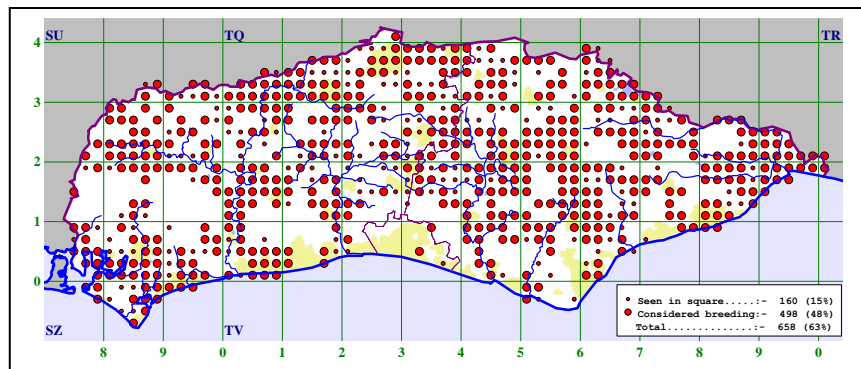 SU TQ TR
4
3
2
1
0
SZ TV
8 9 0 1 2 3 4 5 6 7 8 9 0
Seen in square.....:- 160 (15%)
Considered breeding:- 498 (48%)
Total..............:- 658 (63%)